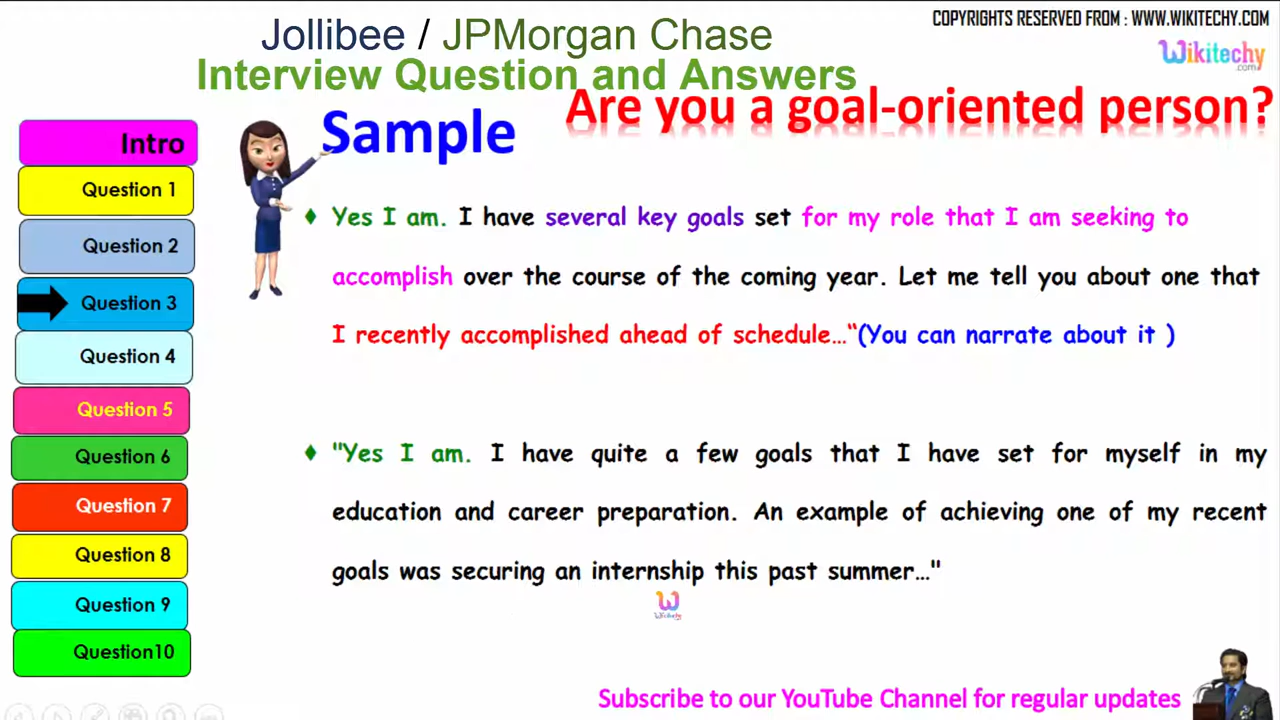 COPYRIGHTS RESERVED FROM : WWW.WIKITECHY.COM
Jollibee / JPMorgan Chase
Wikitechy
.com
Interview Question and Answers
Are you a goal-oriented person?
Sample
Intro
Question 1
Question 2
Question 3
Question 4
Question 5
Question 6
Question 7
Question 8
Question 9
Question10
♦ Yes I am. I have several key goals set for my role that I am seeking to
accomplish over the course of the coming year. Let me tell you about one that
I recently accomplished ahead of schedule…“(You can narrate about it )
♦ "Yes I am. I have quite a few goals that I have set for myself in my
education and career preparation. An example of achieving one of my recent
goals was securing an internship this past summer…"
W
Wikitechy
Subscribe to our YouTube Channel for regular updates